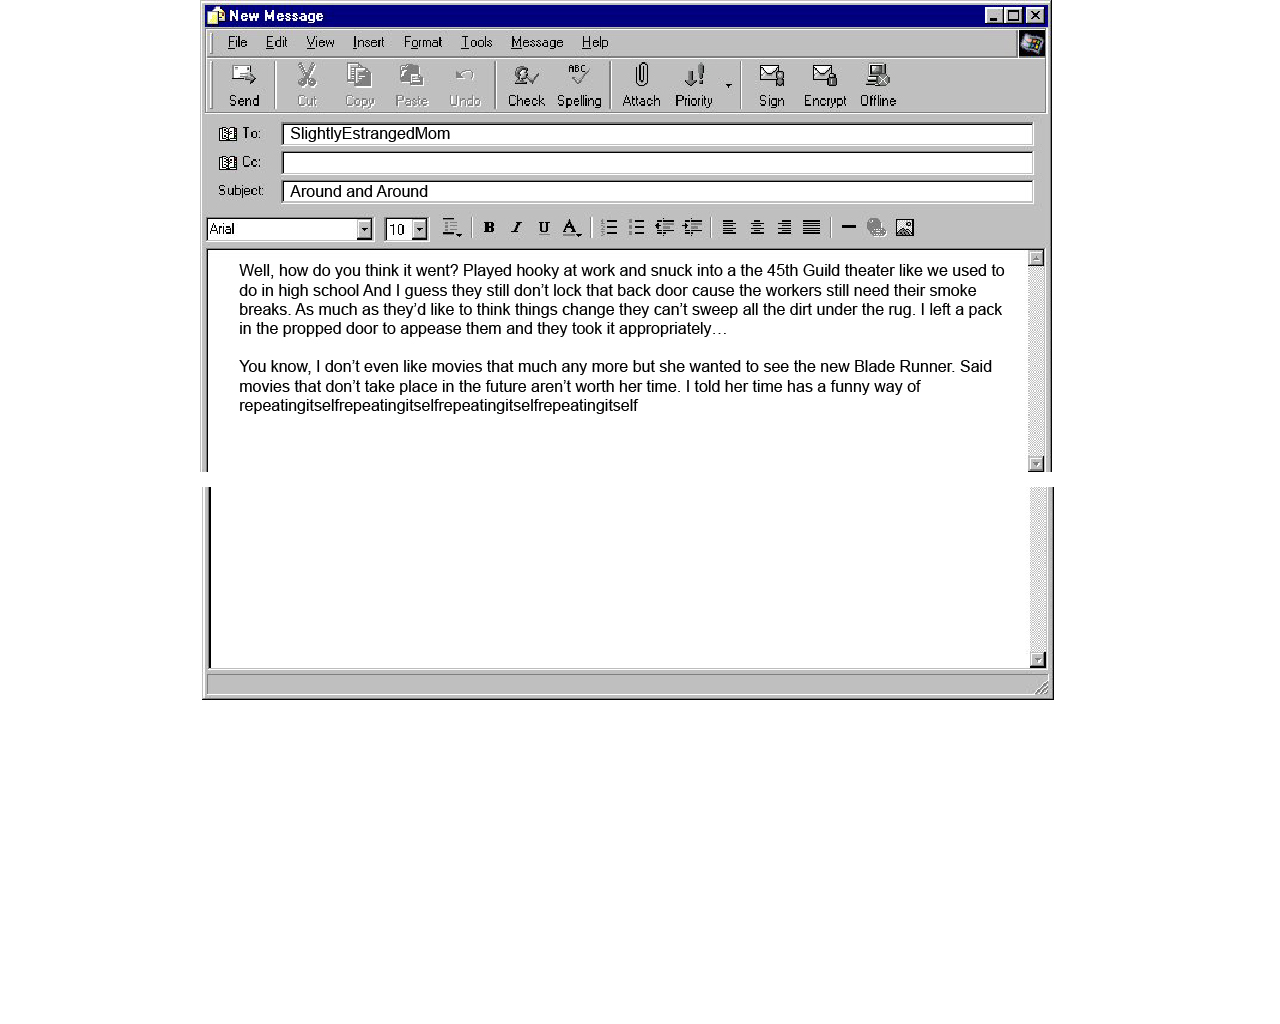 New Message
File Edit View Insert Format Tools Message Help
Send Cut Copy Paste Undo ABC Check Spelling Attach Priority Sign Encrypt Offline
To: SlightlyEstrangedMom
Cc:
Subject: Around and Around
Arial 10 B I U A
Well, how do you think it went? Played hooky at work and snuck into a the 45th Guild theater like we used to
do in high school And I guess they still don’t lock that back door cause the workers still need their smoke
breaks. As much as they’d like to think things change they can’t sweep all the dirt under the rug. I left a pack
in the propped door to appease them and they took it appropriately…
You know, I don’t even like movies that much any more but she wanted to see the new Blade Runner. Said
movies that don’t take place in the future aren’t worth her time. I told her time has a funny way of
repeatingitselfrepeatingitselfrepeatingitselfrepeatingitself